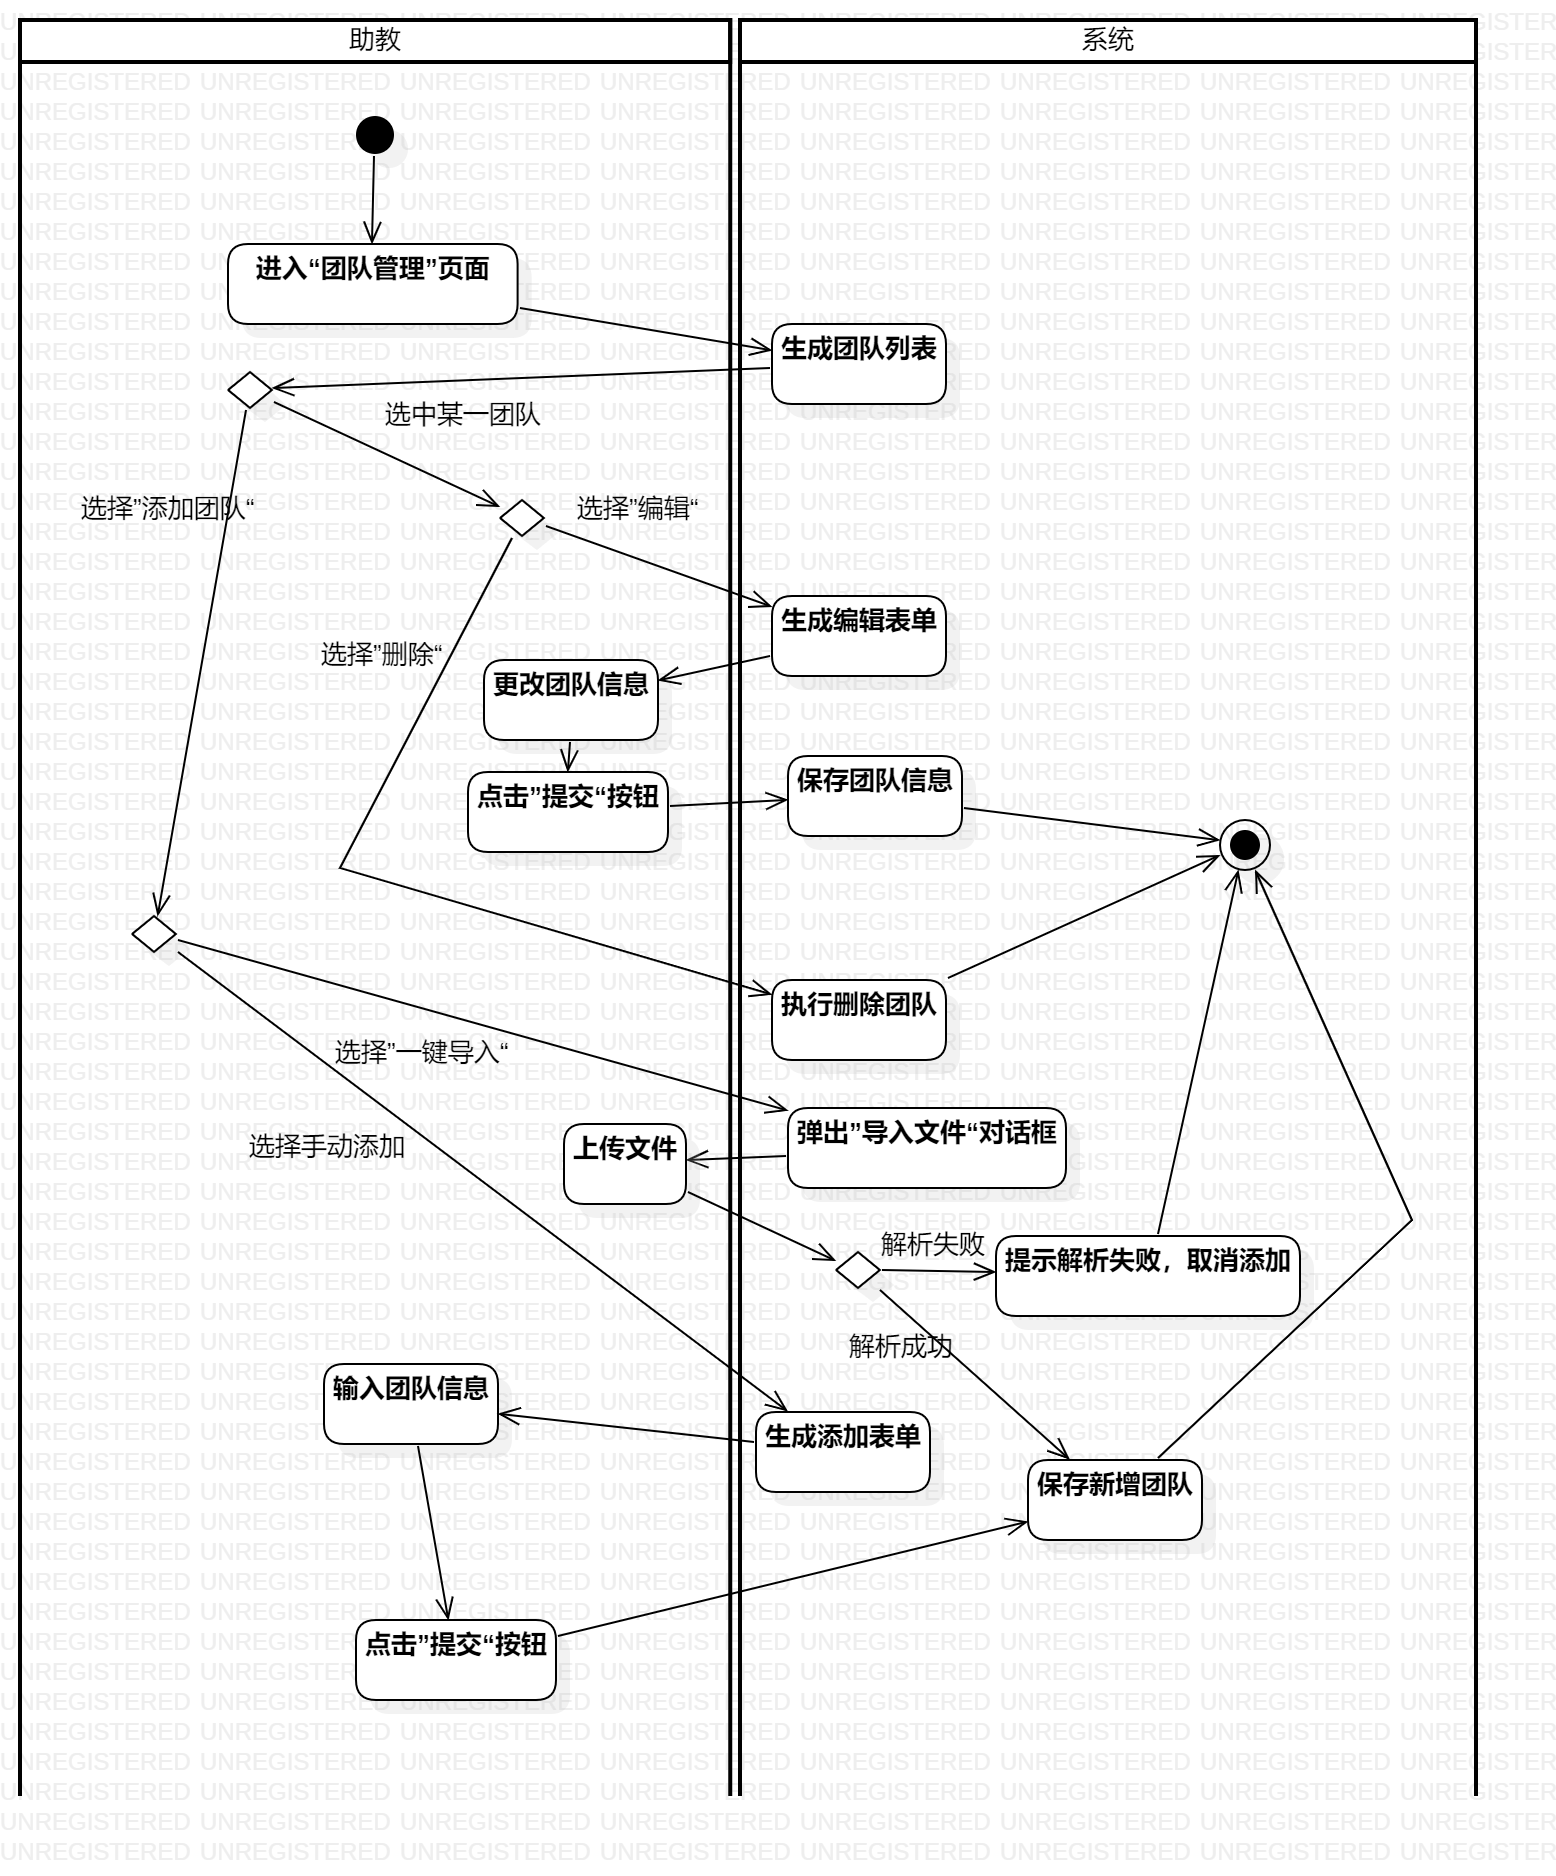 助教
系统
进入“团队管理”页面
生成团队列表
选中某一团队
选择”添加团队“
选择”编辑“
生成编辑表单
选择”删除“
更改团队信息
保存团队信息
点击”提交“按钮
执行删除团队
选择”一键导入“
弹出”导入文件“对话框
选择手动添加
上传文件
解析失败
提示解析失败，取消添加
解析成功
输入团队信息
生成添加表单
保存新增团队
点击”提交“按钮
UNREGISTERED